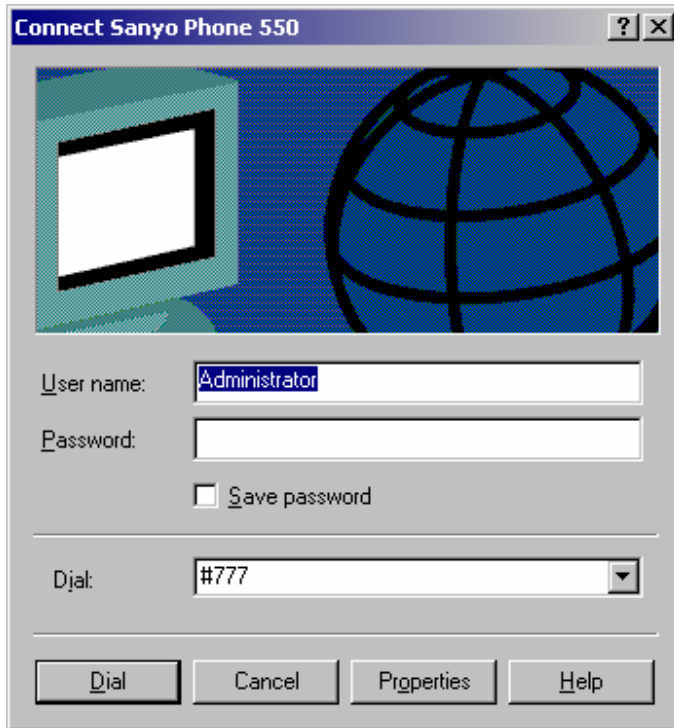 Connect Sanyo Phone 550
User name: Administrator
Password:
Save password
Dial: #777
Dial Cancel Properties Help